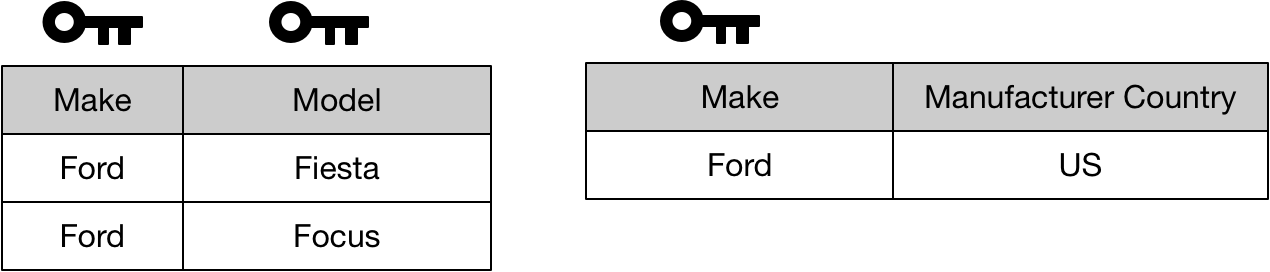 Make Model
Ford Fiesta
Ford Focus
Make Manufacturer Country
Ford US